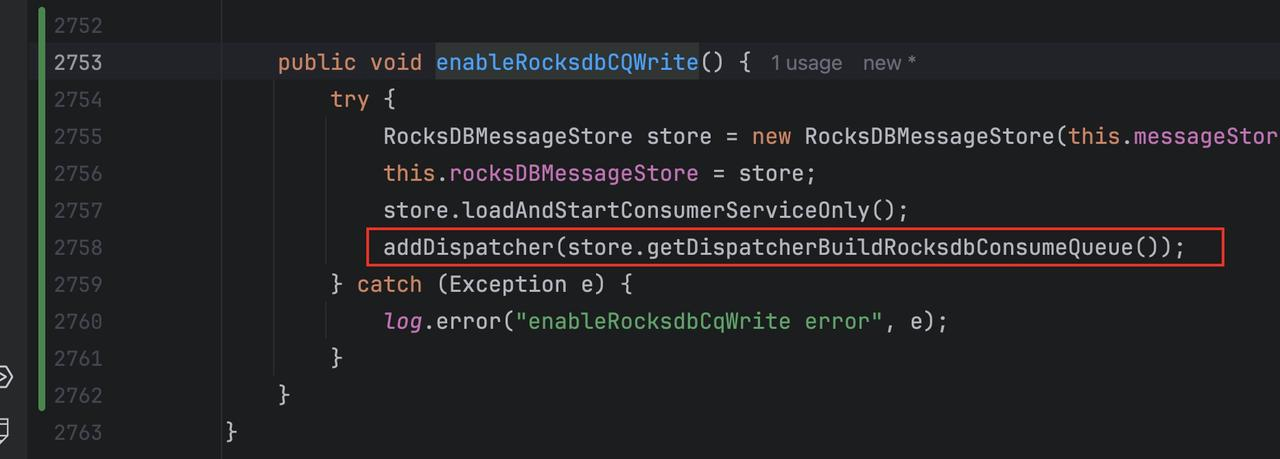 2752
2753 public void enableRocksdbCQWrite() { 1 usage new *
2754 try {
2755 RocksDBMessageStore store = new RocksDBMessageStore(this.messageStor
2756 this.rocksDBMessageStore = store;
2757 store.loadAndStartConsumerServiceOnly();
2758 addDispatcher(store.getDispatcherBuildRocksdbConsumeQueue());
2759 } catch (Exception e) {
2760 log.error("enableRocksdbCqWrite error", e);
2761 }
2762 }
2763 }